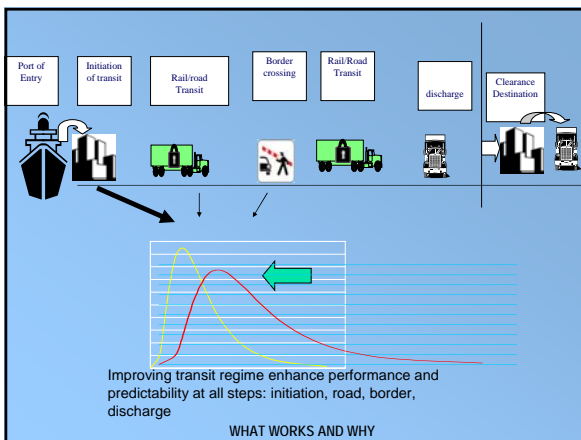 Port of
Entry
Initiation
of transit
Rail/road
Transit
Border
crossing
Rail/Road
Transit
discharge
Clearance
Destination
Improving transit regime enhance performance and
predictability at all steps: initiation, road, border,
discharge
WHAT WORKS AND WHY